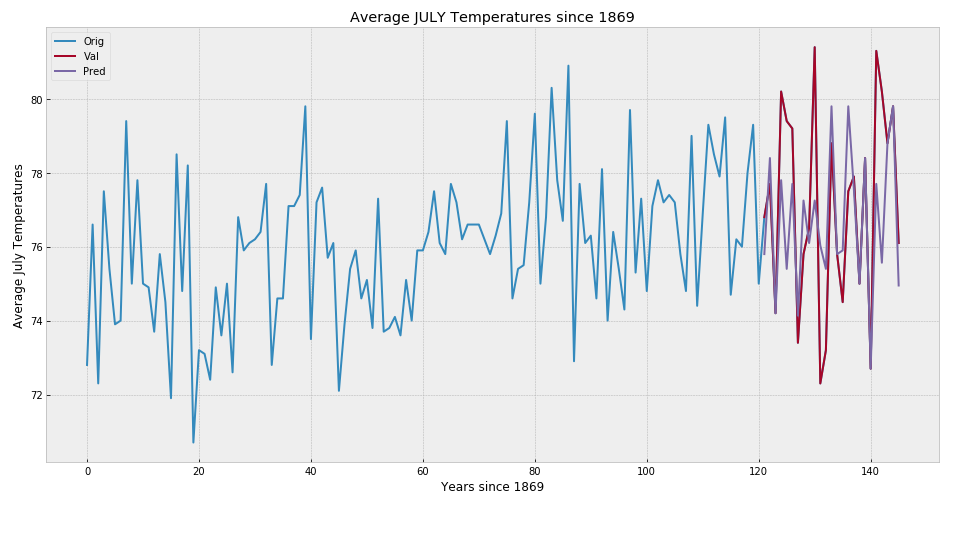 Average JULY Temperatures since 1869
Orig
Val
Pred
Average July Temperatures
80
78
76
74
72
0 20 40 60 80 100 120 140
Years since 1869